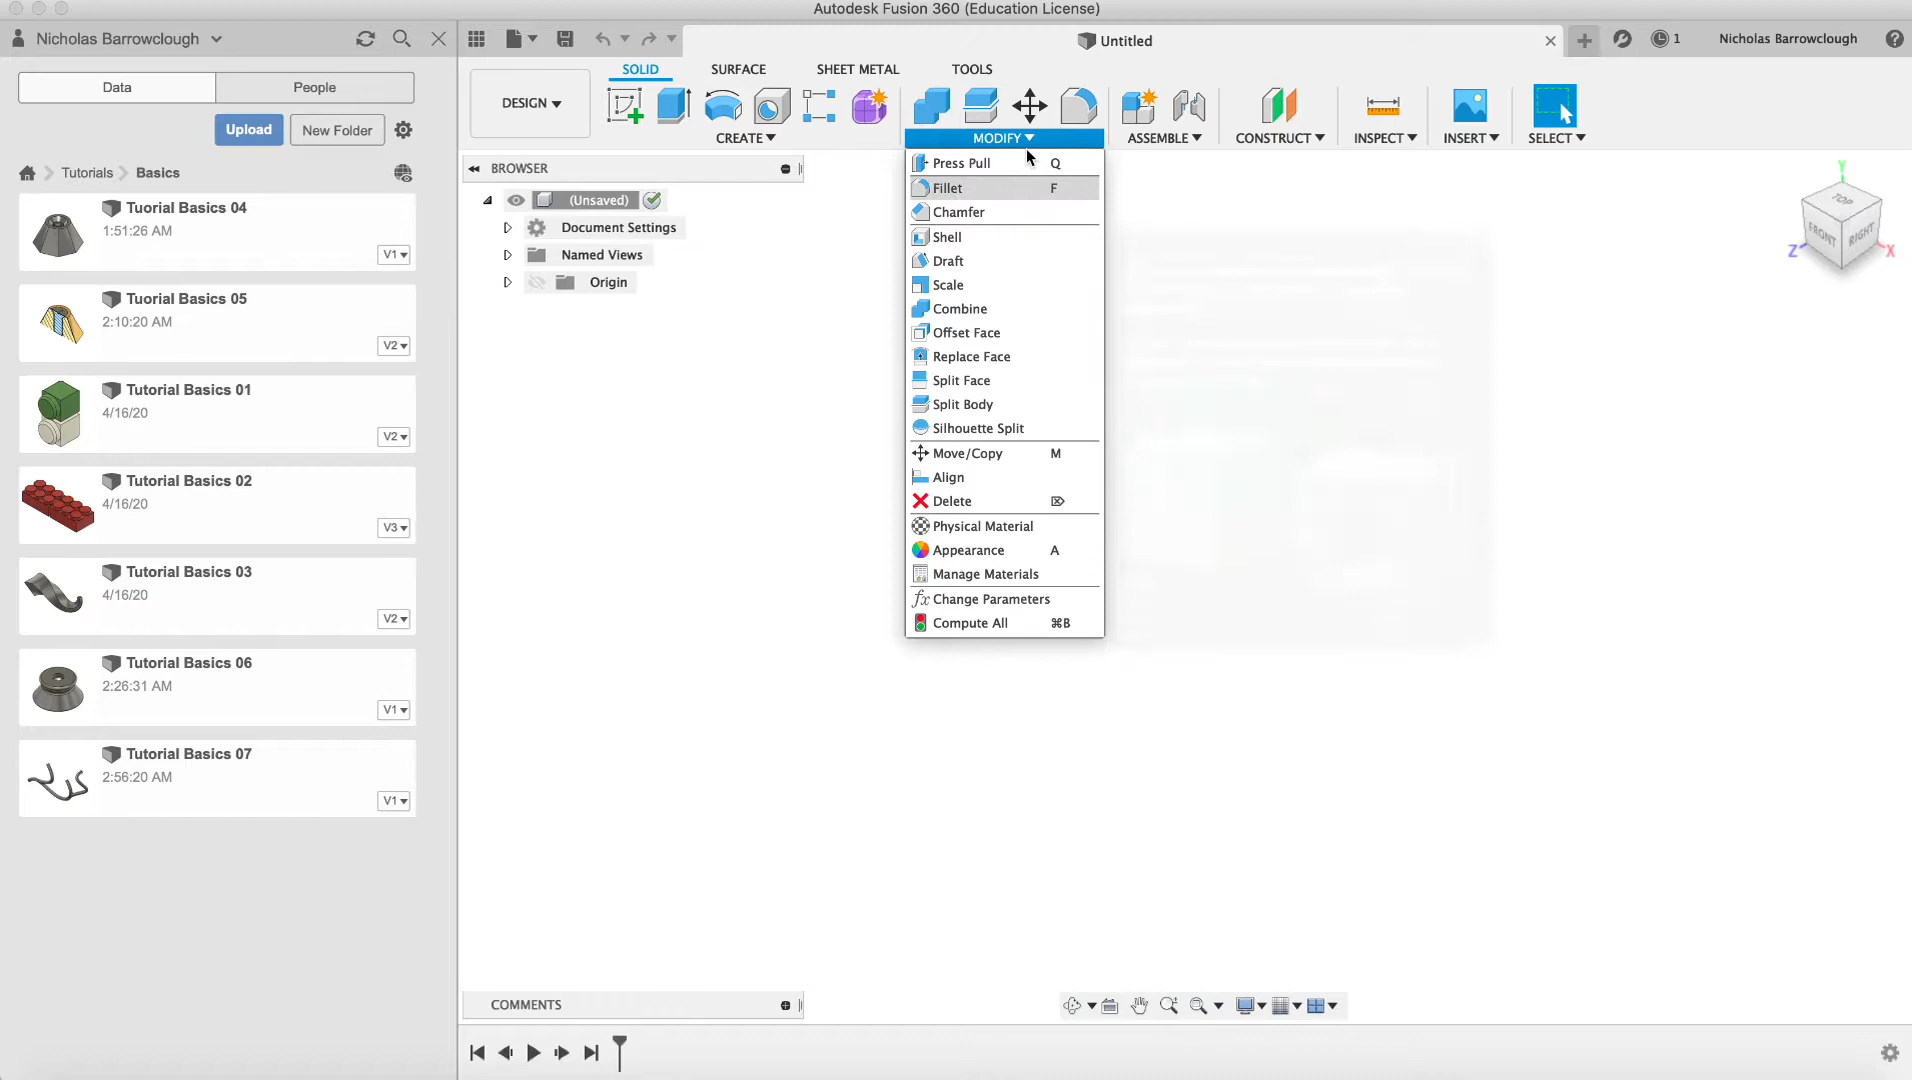 Autodesk Fusion 360 (Education License)
Nicholas Barrowclough
Untitled
1
Nicholas Barrowclough
Data
People
Upload
New Folder
Tutorials
Basics
Tuorial Basics 04
1:51:26 AM
V1
Tuorial Basics 05
2:10:20 AM
V2
Tutorial Basics 01
4/16/20
V2
Tutorial Basics 02
4/16/20
V3
Tutorial Basics 03
4/16/20
V2
Tutorial Basics 06
2:26:31 AM
V1
Tutorial Basics 07
2:56:20 AM
V1
DESIGN
SOLID
SURFACE
SHEET METAL
TOOLS
CREATE
MODIFY
ASSEMBLE
CONSTRUCT
INSPECT
INSERT
SELECT
BROWSER
(Unsaved)
Document Settings
Named Views
Origin
Press Pull Q
Fillet F
Chamfer
Shell
Draft
Scale
Combine
Offset Face
Replace Face
Split Face
Split Body
Silhouette Split
Move/Copy M
Align
Delete ⌦
Physical Material
Appearance A
Manage Materials
fx Change Parameters
Compute All ⌘B
Y
TOP
FRONT
RIGHT
Z
X
COMMENTS